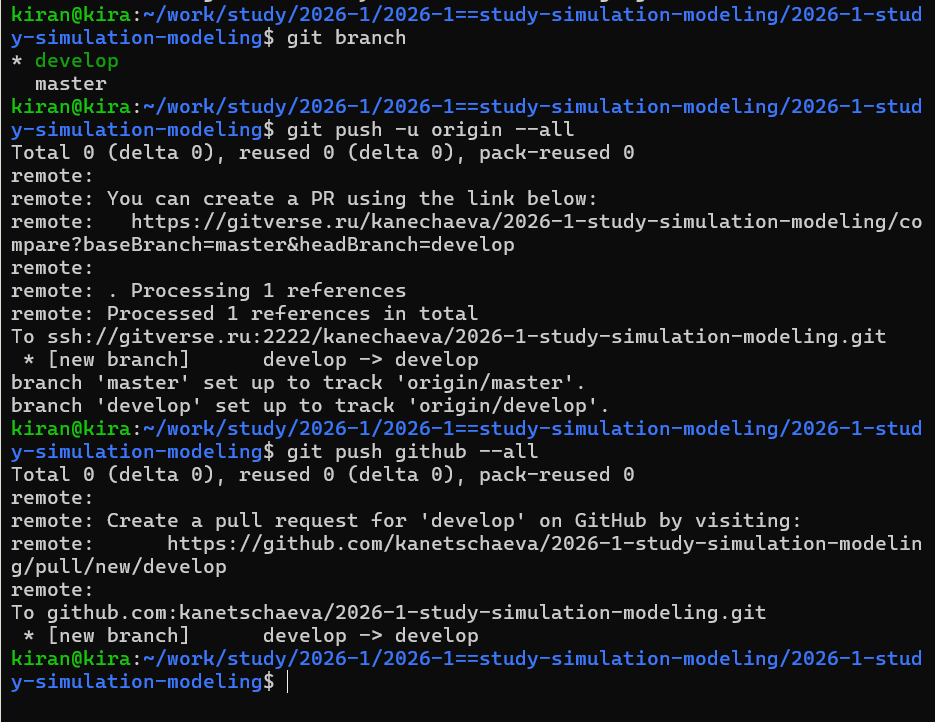 kiran@kira:~/work/study/2026-1/2026-1==study-simulation-modeling/2026-1-stud
y-simulation-modeling$ git branch
* develop
  master
kiran@kira:~/work/study/2026-1/2026-1==study-simulation-modeling/2026-1-stud
y-simulation-modeling$ git push -u origin --all
Total 0 (delta 0), reused 0 (delta 0), pack-reused 0
remote:
remote: You can create a PR using the link below:
remote:   https://gitverse.ru/kanechaeva/2026-1-study-simulation-modeling/co
mpare?baseBranch=master&headBranch=develop
remote:
remote: . Processing 1 references
remote: Processed 1 references in total
To ssh://gitverse.ru:2222/kanechaeva/2026-1-study-simulation-modeling.git
 * [new branch]      develop -> develop
branch 'master' set up to track 'origin/master'.
branch 'develop' set up to track 'origin/develop'.
kiran@kira:~/work/study/2026-1/2026-1==study-simulation-modeling/2026-1-stud
y-simulation-modeling$ git push github --all
Total 0 (delta 0), reused 0 (delta 0), pack-reused 0
remote:
remote: Create a pull request for 'develop' on GitHub by visiting:
remote:      https://github.com/kanetschaeva/2026-1-study-simulation-modelin
g/pull/new/develop
remote:
To github.com:kanetschaeva/2026-1-study-simulation-modeling.git
 * [new branch]      develop -> develop
kiran@kira:~/work/study/2026-1/2026-1==study-simulation-modeling/2026-1-stud
y-simulation-modeling$